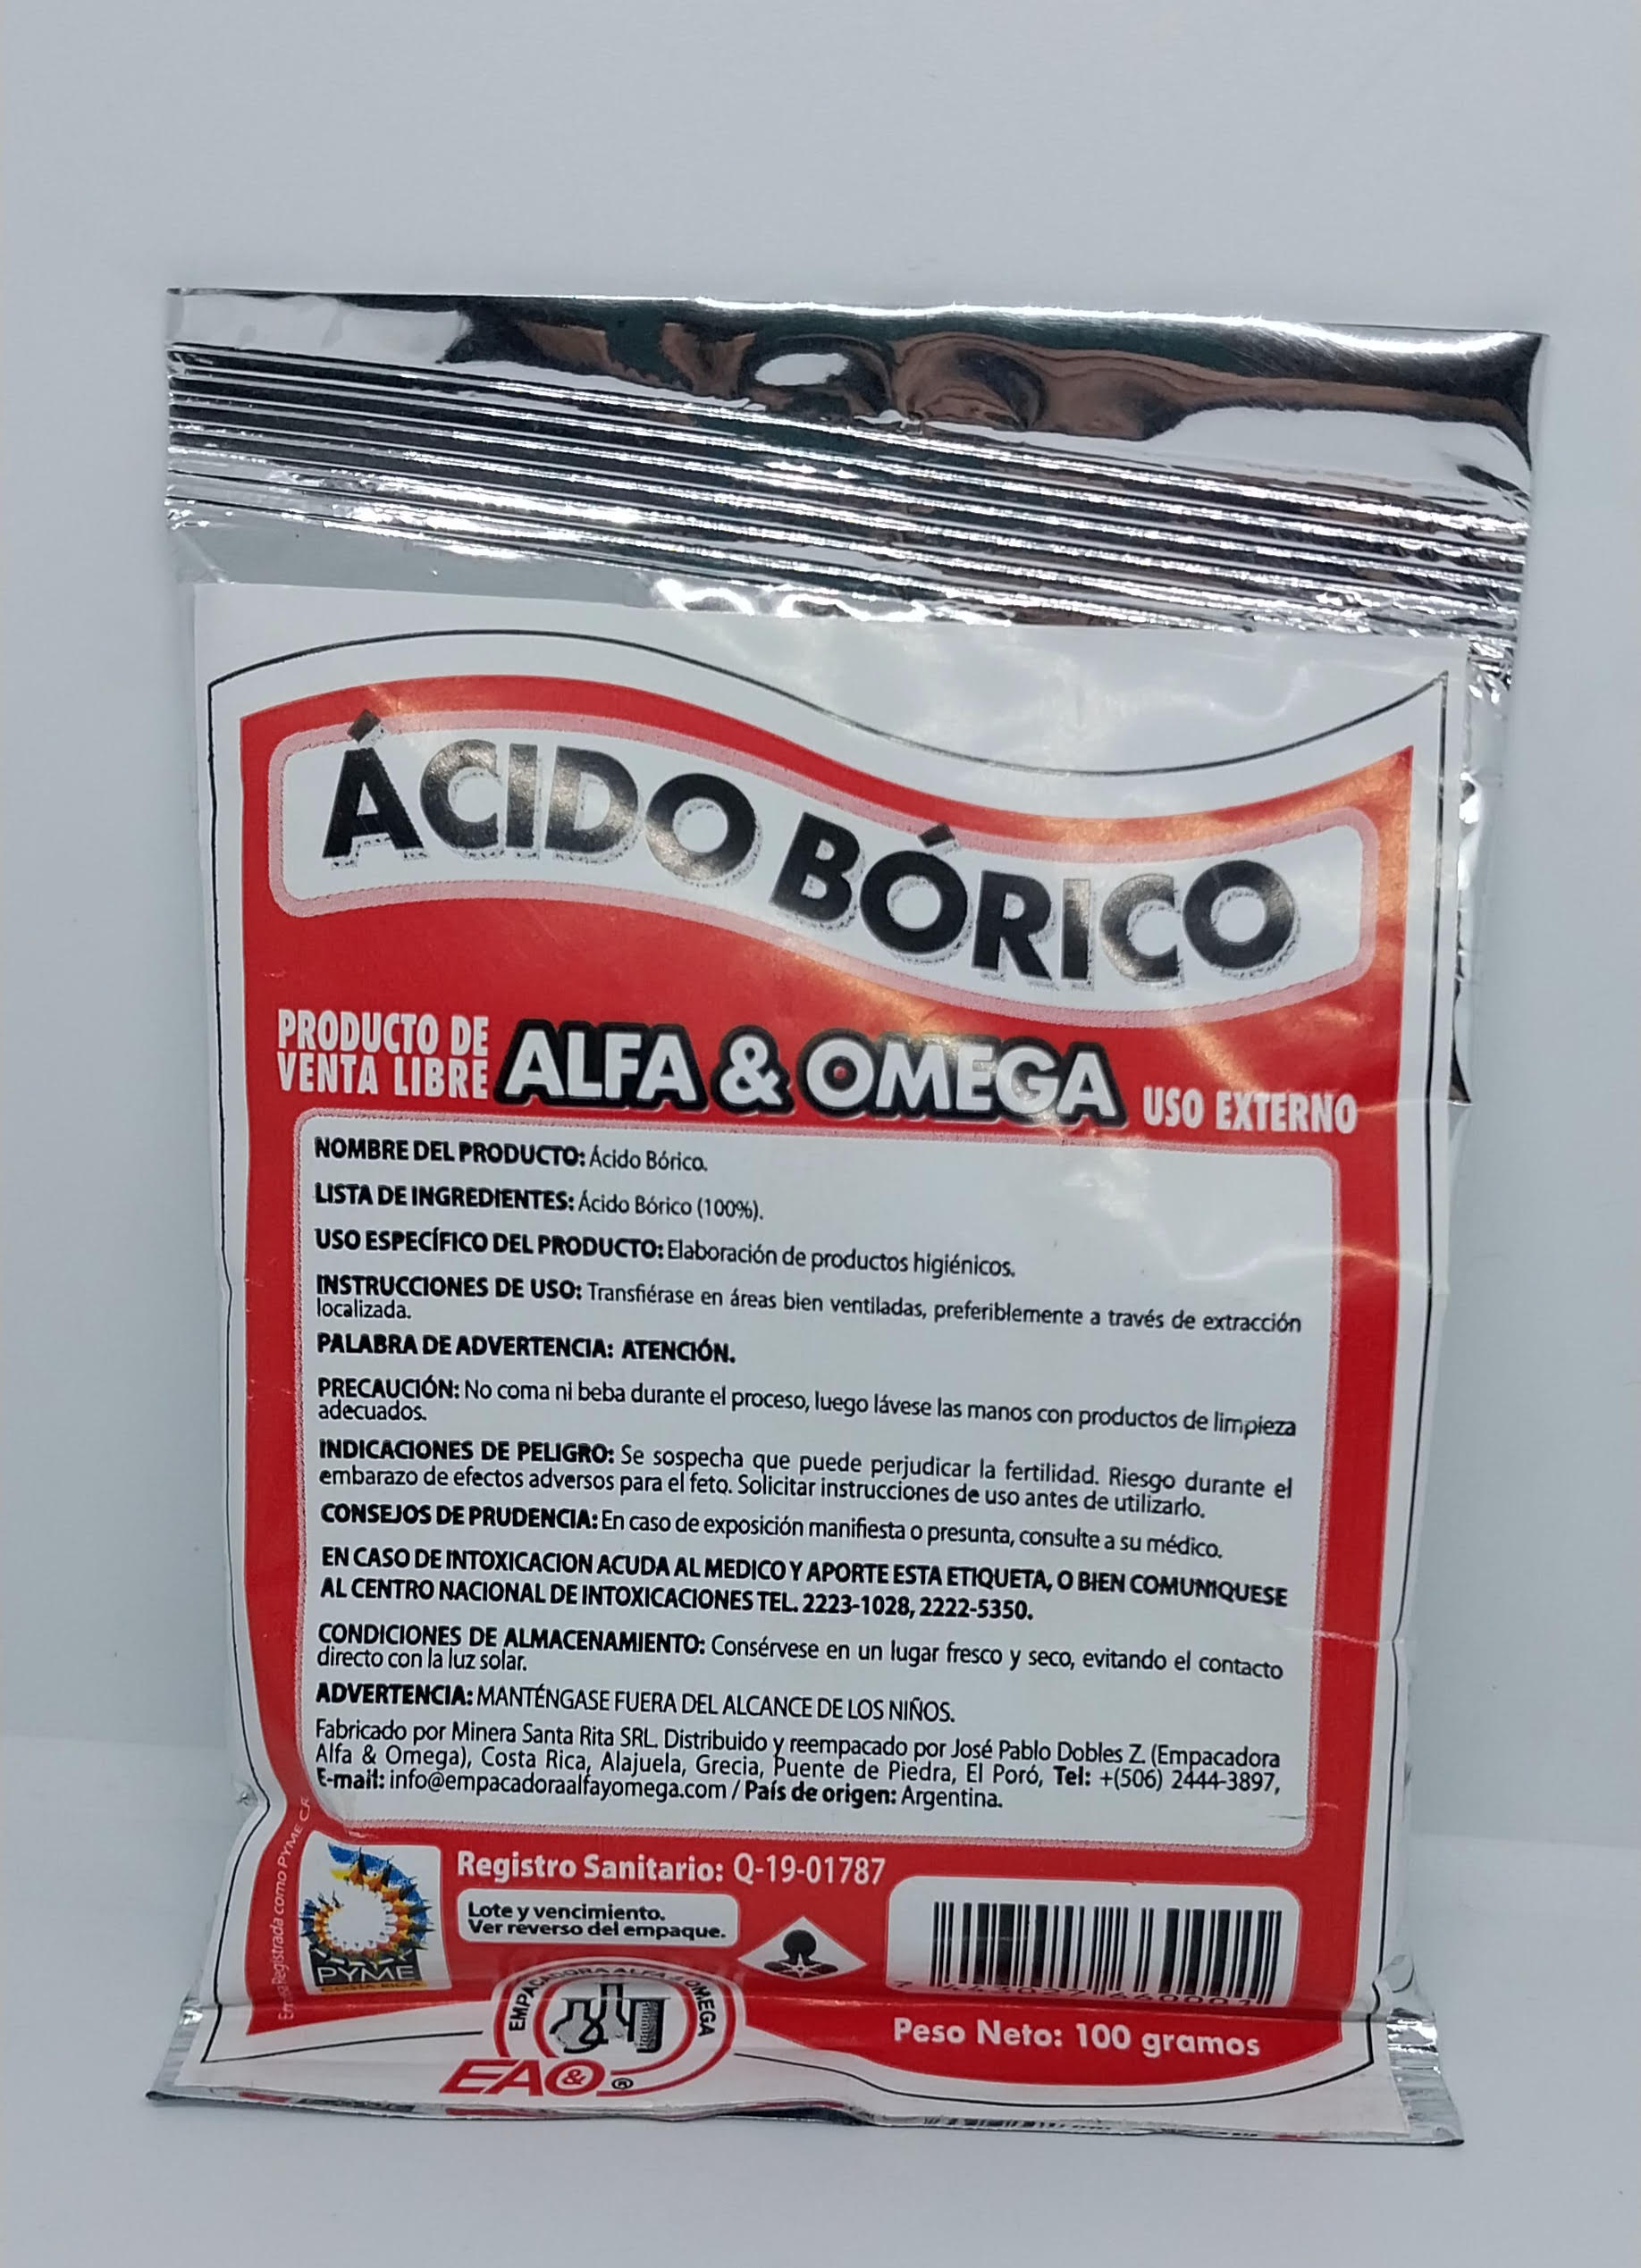 ÁCIDO BÓRICO
PRODUCTO DE
VENTA LIBRE
ALFA & OMEGA
USO EXTERNO
NOMBRE DEL PRODUCTO: Ácido Bórico.
LISTA DE INGREDIENTES: Ácido Bórico (100%).
USO ESPECÍFICO DEL PRODUCTO: Elaboración de productos higiénicos.
INSTRUCCIONES DE USO: Transfiérase en áreas bien ventiladas, preferiblemente a través de extracción
localizada.
PALABRA DE ADVERTENCIA: ATENCIÓN.
PRECAUCIÓN: No coma ni beba durante el proceso, luego lávese las manos con productos de limpieza
adecuados.
INDICACIONES DE PELIGRO: Se sospecha que puede perjudicar la fertilidad. Riesgo durante el
embarazo de efectos adversos para el feto. Solicitar instrucciones de uso antes de utilizarlo.
CONSEJOS DE PRUDENCIA: En caso de exposición manifiesta o presunta, consulte a su médico.
EN CASO DE INTOXICACION ACUDA AL MEDICO Y APORTE ESTA ETIQUETA, O BIEN COMUNIQUESE
AL CENTRO NACIONAL DE INTOXICACIONES TEL. 2223-1028, 2222-5350.
CONDICIONES DE ALMACENAMIENTO: Consérvese en un lugar fresco y seco, evitando el contacto
directo con la luz solar.
ADVERTENCIA: MANTÉNGASE FUERA DEL ALCANCE DE LOS NIÑOS.
Fabricado por Minera Santa Rita SRL. Distribuido y reempacado por José Pablo Dobles Z. (Empacadora
Alfa & Omega), Costa Rica, Alajuela, Grecia, Puente de Piedra, El Poró, Tel: +(506) 2444-3897,
E-mail: info@empacadoraalfayomega.com / País de origen: Argentina.
Registrada como PYME
PYME
COSTA RICA
Registro Sanitario: Q-19-01787
Lote y vencimiento.
Ver reverso del empaque.
EMPACADORA ALFA & OMEGA
EA&O ®
Peso Neto: 100 gramos